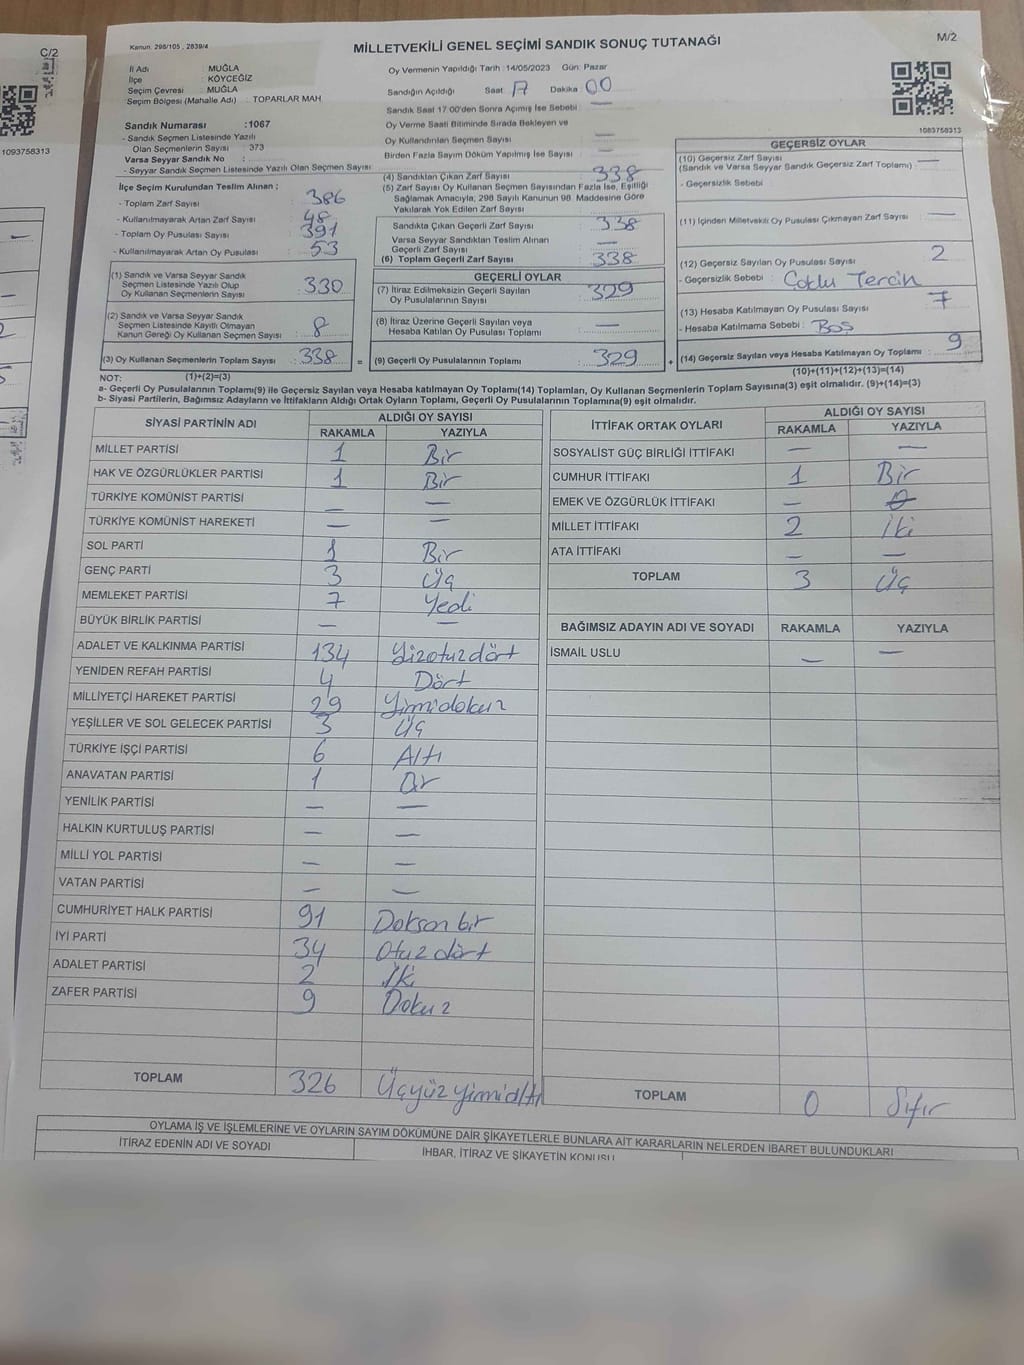 C/2
1093758313
Kanun: 298/105 , 2839/4
MİLLETVEKİLİ GENEL SEÇİMİ SANDIK SONUÇ TUTANAĞI
M/2
İl Adı : MUĞLA
İlçe : KÖYCEĞİZ
Seçim Çevresi : MUĞLA
Seçim Bölgesi (Mahalle Adı) : TOPARLAR MAH
Oy Vermenin Yapıldığı Tarih :14/05/2023 Gün: Pazar
Sandığın Açıldığı Saat 17 Dakika 00
Sandık Saat 17:00'den Sonra Açımış İse Sebebi : —
1083758313
Sandık Numarası :1067
- Sandık Seçmen Listesinde Yazılı
Olan Seçmenlerin Sayısı : 373
Varsa Seyyar Sandık No :
- Seyyar Sandık Seçmen Listesinde Yazılı Olan Seçmen Sayısı
Oy Verme Saati Bitiminde Sırada Bekleyen ve
Oy Kullandırılan Seçmen Sayısı : —
Birden Fazla Sayım Döküm Yapılmış İse Sayısı : —
İlçe Seçim Kurulundan Teslim Alınan ;
- Toplam Zarf Sayısı : 386
- Kullanılmayarak Artan Zarf Sayısı : 48
- Toplam Oy Pusulası Sayısı : 391
- Kullanılmayarak Artan Oy Pusulası : 53
(4) Sandıktan Çıkan Zarf Sayısı : 338
(5) Zarf Sayısı Oy Kullanan Seçmen Sayısından Fazla İse, Eşitliği
Sağlamak Amacıyla, 298 Sayılı Kanunun 98. Maddesine Göre
Yakılarak Yok Edilen Zarf Sayısı
Sandıkta Çıkan Geçerli Zarf Sayısı : 338
Varsa Seyyar Sandıktan Teslim Alınan
Geçerli Zarf Sayısı : —
(6) Toplam Geçerli Zarf Sayısı : 338
GEÇERSİZ OYLAR
(10) Geçersiz Zarf Sayısı
(Sandık ve Varsa Seyyar Sandık Geçersiz Zarf Toplamı) : —
- Geçersizlik Sebebi :
(11) İçinden Milletvekili Oy Pusulası Çıkmayan Zarf Sayısı : —
(12) Geçersiz Sayılan Oy Pusulası Sayısı : 2
- Geçersizlik Sebebi : Çoklu Tercih
(13) Hesaba Katılmayan Oy Pusulası Sayısı : 7
- Hesaba Katılmama Sebebi : Boş
(14) Geçersiz Sayılan veya Hesaba Katılmayan Oy Toplamı : 9
(10)+(11)+(12)+(13)=(14)
(1) Sandık ve Varsa Seyyar Sandık
Seçmen Listesinde Yazılı Olup
Oy Kullanan Seçmenlerin Sayısı : 330
(2) Sandık ve Varsa Seyyar Sandık
Seçmen Listesinde Kayıtlı Olmayan
Kanun Gereği Oy Kullanan Seçmen Sayısı : 8
(3) Oy Kullanan Seçmenlerin Toplam Sayısı : 338 =
(1)+(2)=(3)
GEÇERLİ OYLAR
(7) İtiraz Edilmeksizin Geçerli Sayılan
Oy Pusulalarının Sayısı : 329
(8) İtiraz Üzerine Geçerli Sayılan veya
Hesaba Katılan Oy Pusulası Toplamı : —
(9) Geçerli Oy Pusulalarının Toplamı : 329 +
NOT:
a- Geçerli Oy Pusulaların Toplamı(9) ile Geçersiz Sayılan veya Hesaba katılmayan Oy Toplamı(14) Toplamları, Oy Kullanan Seçmenlerin Toplam Sayısına(3) eşit olmalıdır. (9)+(14)=(3)
b- Siyasi Partilerin, Bağımsız Adayların ve İttifakların Aldığı Ortak Oyların Toplamı, Geçerli Oy Pusulalarının Toplamına(9) eşit olmalıdır.
SİYASİ PARTİNİN ADI ALDIĞI OY SAYISI
RAKAMLA YAZIYLA
MİLLET PARTİSİ 1 Bir
HAK VE ÖZGÜRLÜKLER PARTİSİ 1 Bir
TÜRKİYE KOMÜNİST PARTİSİ — —
TÜRKİYE KOMÜNİST HAREKETİ — —
SOL PARTİ 1 Bir
GENÇ PARTİ 3 Üç
MEMLEKET PARTİSİ 7 Yedi
BÜYÜK BİRLİK PARTİSİ — —
ADALET VE KALKINMA PARTİSİ 134 Yüzotuzdört
YENİDEN REFAH PARTİSİ 4 Dört
MİLLİYETÇİ HAREKET PARTİSİ 29 Yirmidokuz
YEŞİLLER VE SOL GELECEK PARTİSİ 3 Üç
TÜRKİYE İŞÇİ PARTİSİ 6 Altı
ANAVATAN PARTİSİ 1 Bir
YENİLİK PARTİSİ — —
HALKIN KURTULUŞ PARTİSİ — —
MİLLİ YOL PARTİSİ — —
VATAN PARTİSİ — —
CUMHURİYET HALK PARTİSİ 91 Doksan bir
İYİ PARTİ 34 Otuz dört
ADALET PARTİSİ 2 İki
ZAFER PARTİSİ 9 Dokuz
TOPLAM 326 Üçyüz yirmialtı
İTTİFAK ORTAK OYLARI ALDIĞI OY SAYISI
RAKAMLA YAZIYLA
SOSYALİST GÜÇ BİRLİĞİ İTTİFAKI — —
CUMHUR İTTİFAKI 1 Bir
EMEK VE ÖZGÜRLÜK İTTİFAKI —
MİLLET İTTİFAKI 2 İki
ATA İTTİFAKI — —
TOPLAM 3 Üç
BAĞIMSIZ ADAYIN ADI VE SOYADI RAKAMLA YAZIYLA
İSMAİL USLU — —
TOPLAM 0 Sıfır
OYLAMA İŞ VE İŞLEMLERİNE VE OYLARIN SAYIM DÖKÜMÜNE DAİR ŞİKAYETLERLE BUNLARA AİT KARARLARIN NELERDEN İBARET BULUNDUKLARI
İTİRAZ EDENİN ADI VE SOYADI
İHBAR, İTİRAZ VE ŞİKAYETİN KONUSU